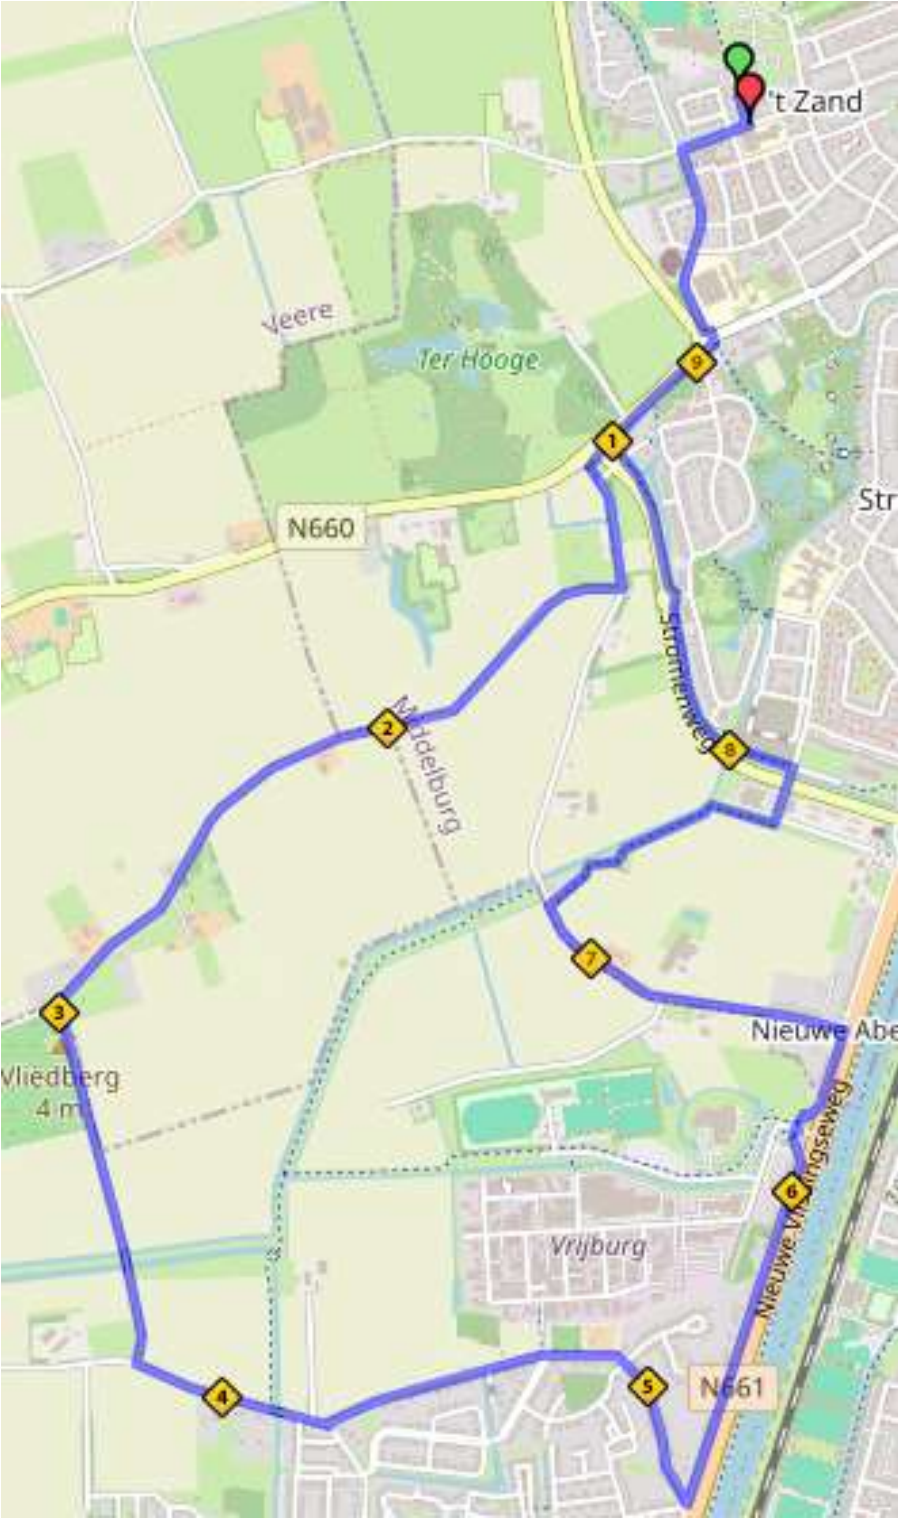 't Zand
Veere
Ter Hooge
9
1
Str
N660
Strómenweg
2
Middelburg
8
7
3
Nieuwe Abe
Vliedberg
4 m
6
Nieuwe Vlissingseweg
Vrijburg
5
N661
4